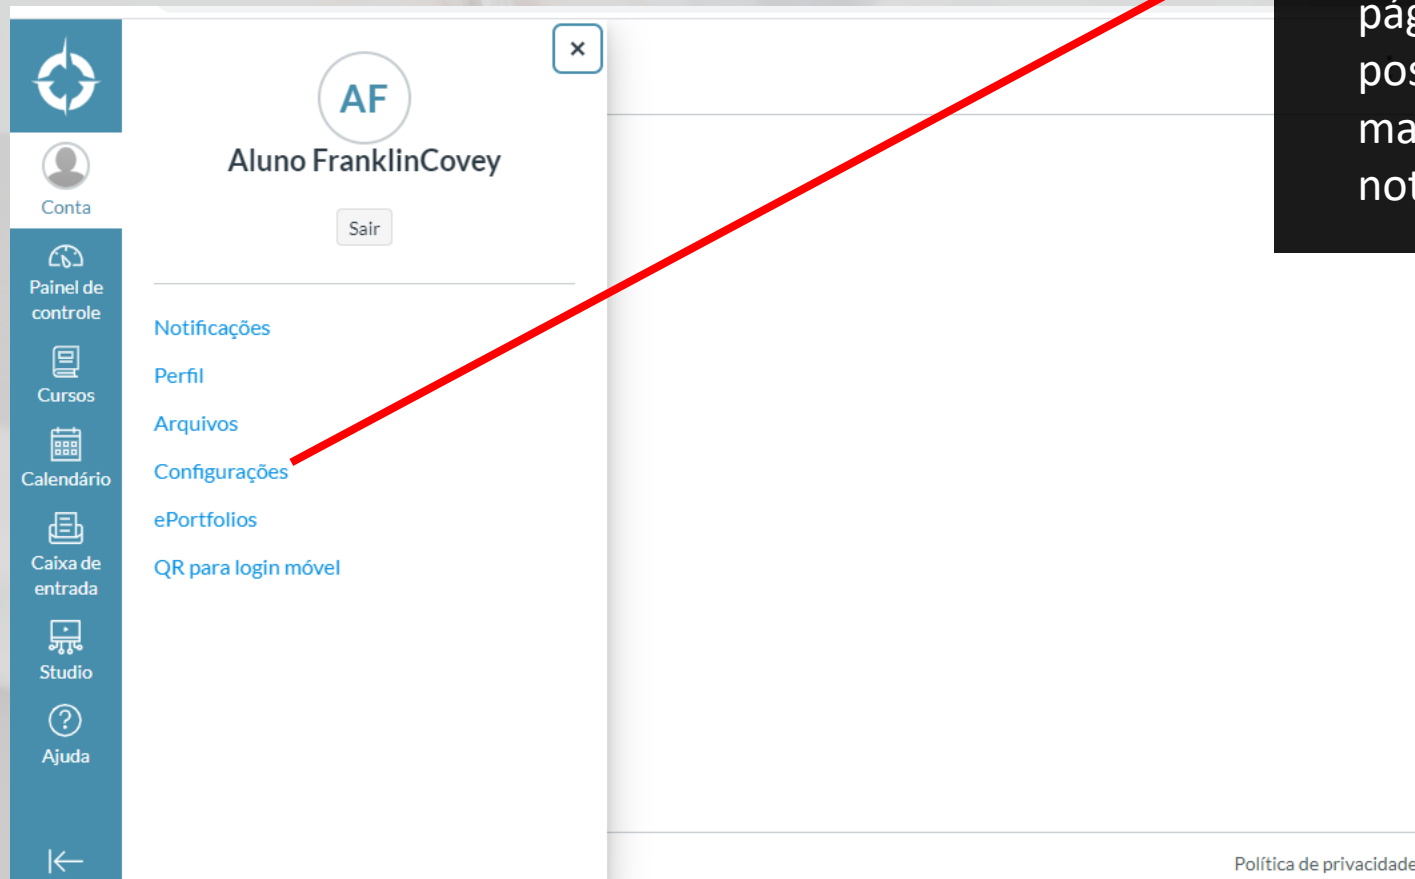 AF
Aluno FranklinCovey
Sair
Notificações
Perfil
Arquivos
Configurações
ePortfolios
QR para login móvel
Conta
Painel de
controle
Cursos
Calendário
Caixa de
entrada
Studio
Ajuda
Política de privacidade